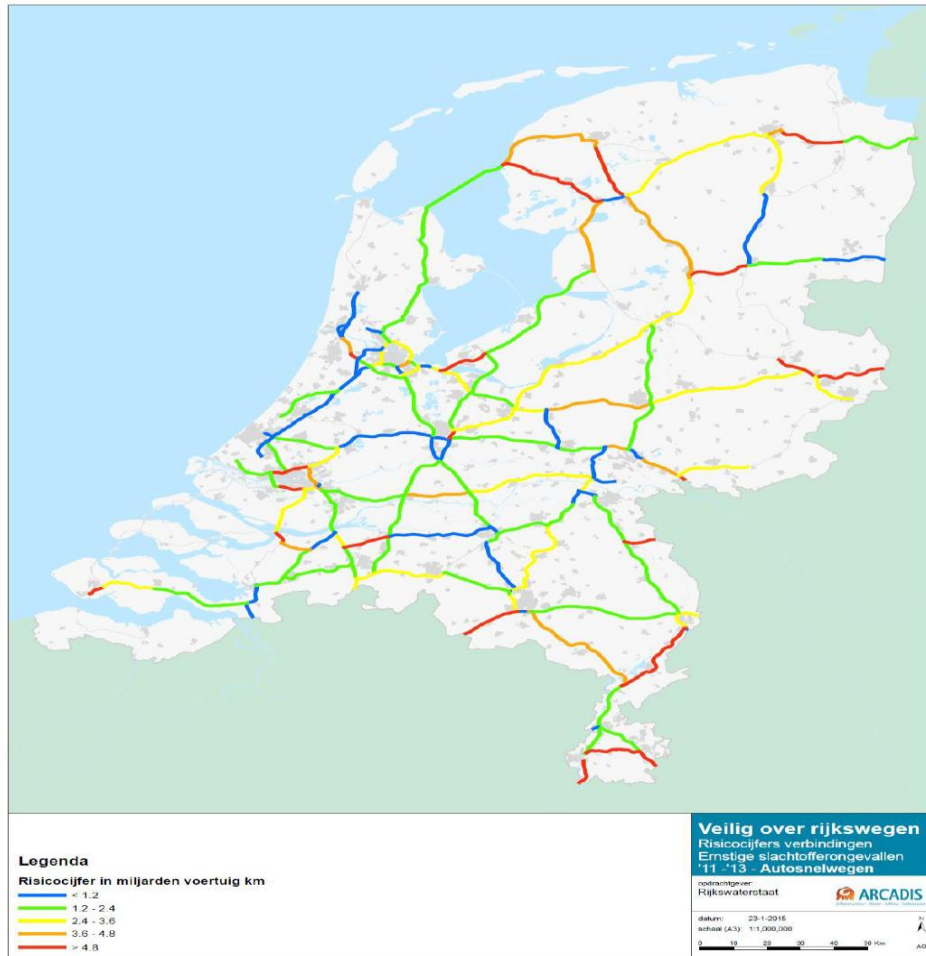 Legenda
Risicocijfer in miljarden voertuig km
< 1.2
1.2 - 2.4
2.4 - 3.6
3.6 - 4.8
> 4.8
Veilig over rijkswegen
Risicocijfers verbindingen
Ernstige slachtofferongevallen
'11 -'13 - Autosnelwegen
opdrachtgever:
Rijkswaterstaat
ARCADIS
datum: 23-1-2015
schaal (A3): 1:1,000,000
N
0 10 20 30 40 50 Km